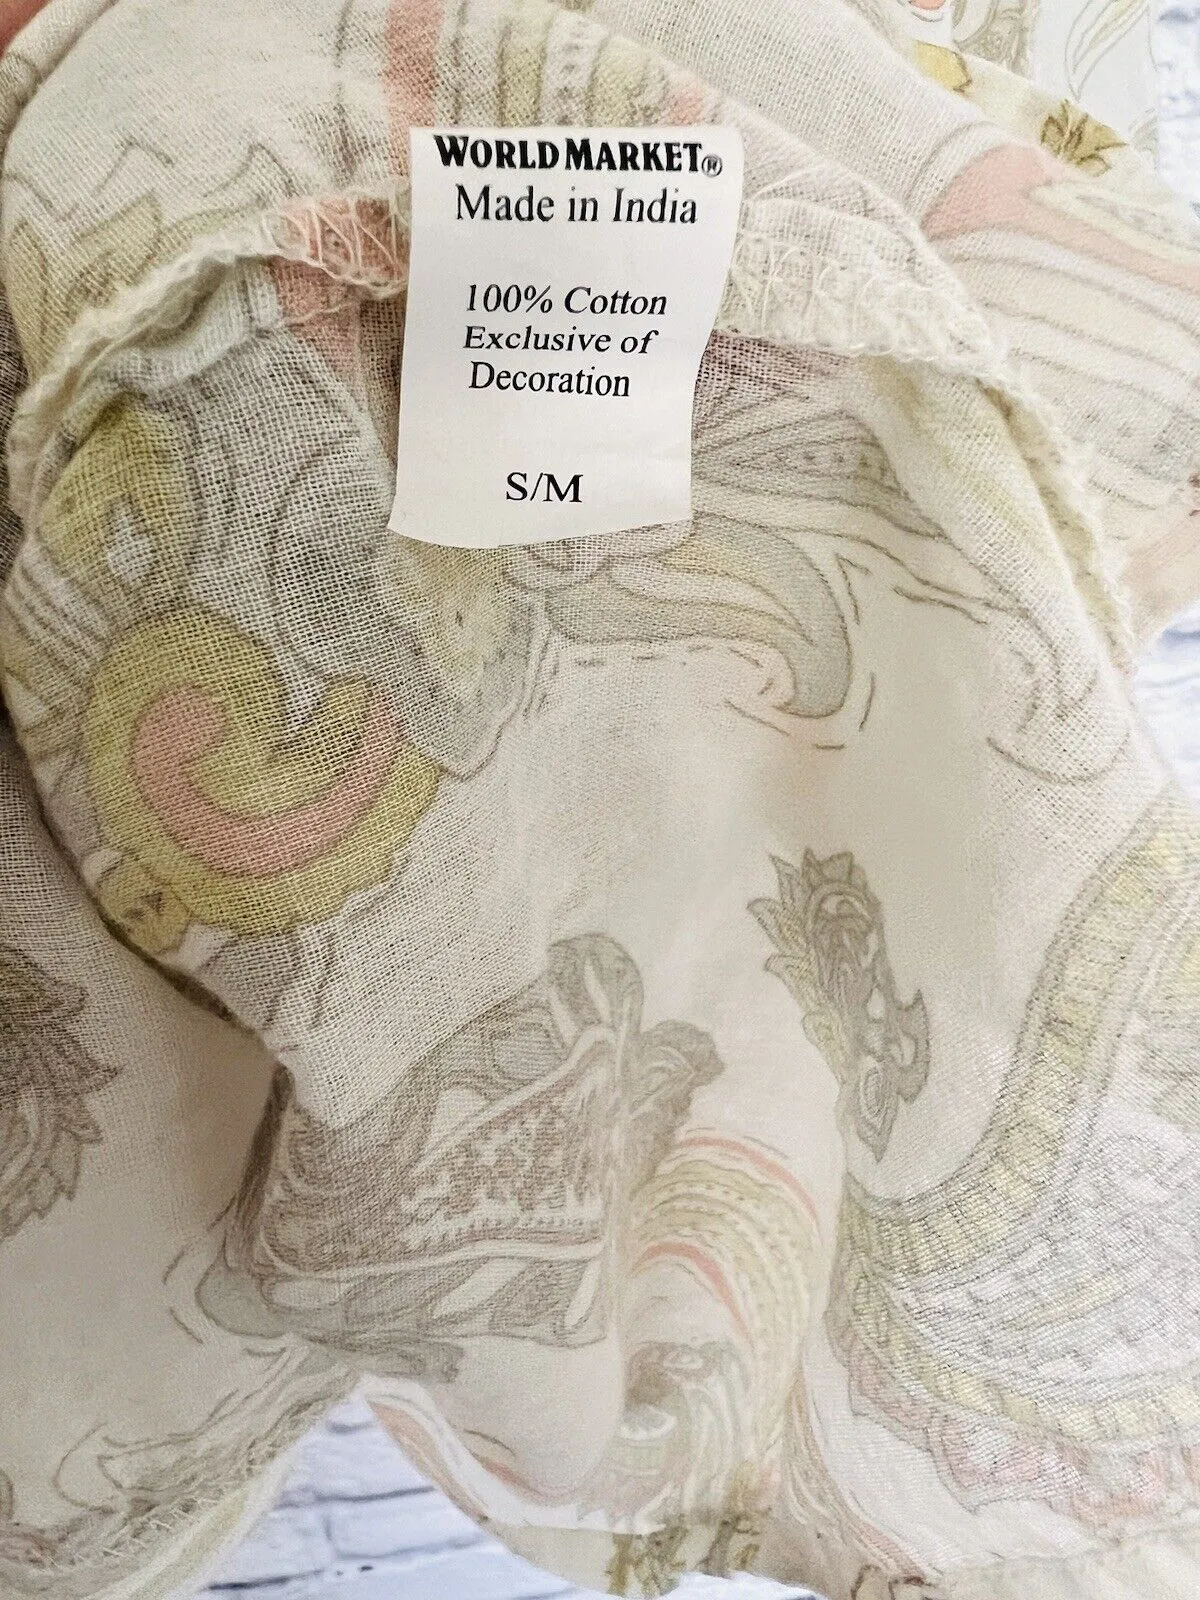 WORLD MARKET®
Made in India
100% Cotton
Exclusive of
Decoration
S/M